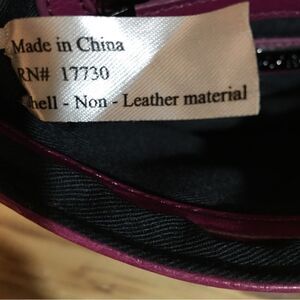 Made in China
RN# 17730
Shell - Non - Leather material